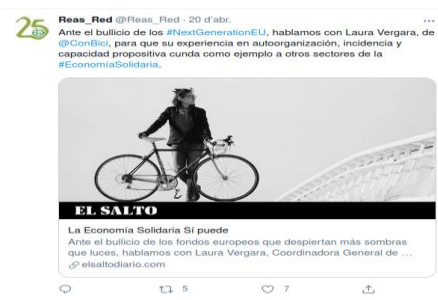 25
Reas_Red @Reas_Red · 20 d'abr.
Ante el bullicio de los #NextGenerationEU, hablamos con Laura Vergara, de
@ConBici, para que su experiencia en autoorganización, incidencia y
capacidad propositiva cunda como ejemplo a otros sectores de la
#EconomíaSolidaria.
EL SALTO
La Economía Solidaria Sí puede
Ante el bullicio de los fondos europeos que despiertan más sombras
que luces, hablamos con Laura Vergara, Coordinadora General de ...
elsaltodiario.com
5
7